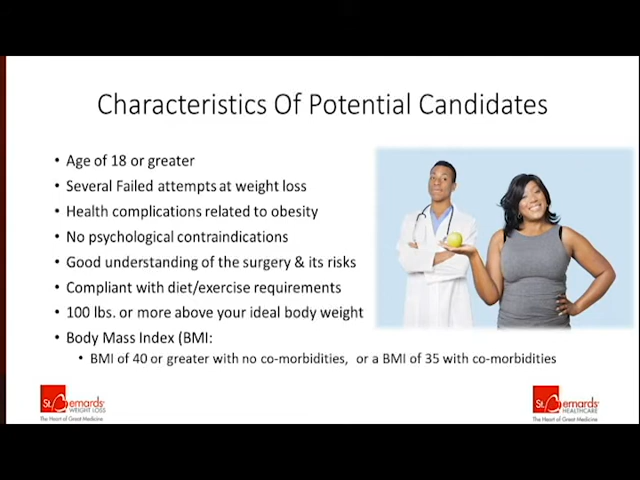 Characteristics Of Potential Candidates
• Age of 18 or greater
• Several Failed attempts at weight loss
• Health complications related to obesity
• No psychological contraindications
• Good understanding of the surgery & its risks
• Compliant with diet/exercise requirements
• 100 lbs. or more above your ideal body weight
• Body Mass Index (BMI:
• BMI of 40 or greater with no co-morbidities, or a BMI of 35 with co-morbidities
St. Bernards
WEIGHT LOSS
The Heart of Great Medicine
St. Bernards
HEALTHCARE
The Heart of Great Medicine